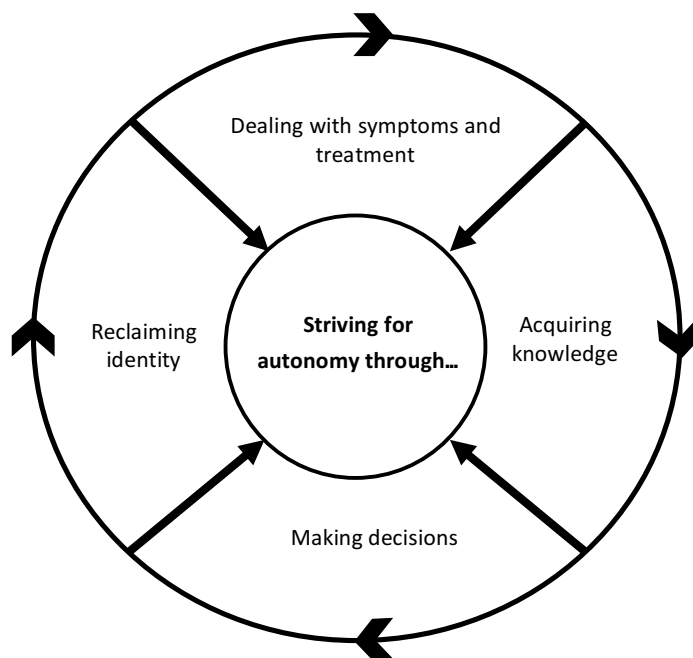 Dealing with symptoms and
treatment
Reclaiming
identity
Striving for
autonomy through…
Acquiring
knowledge
Making decisions